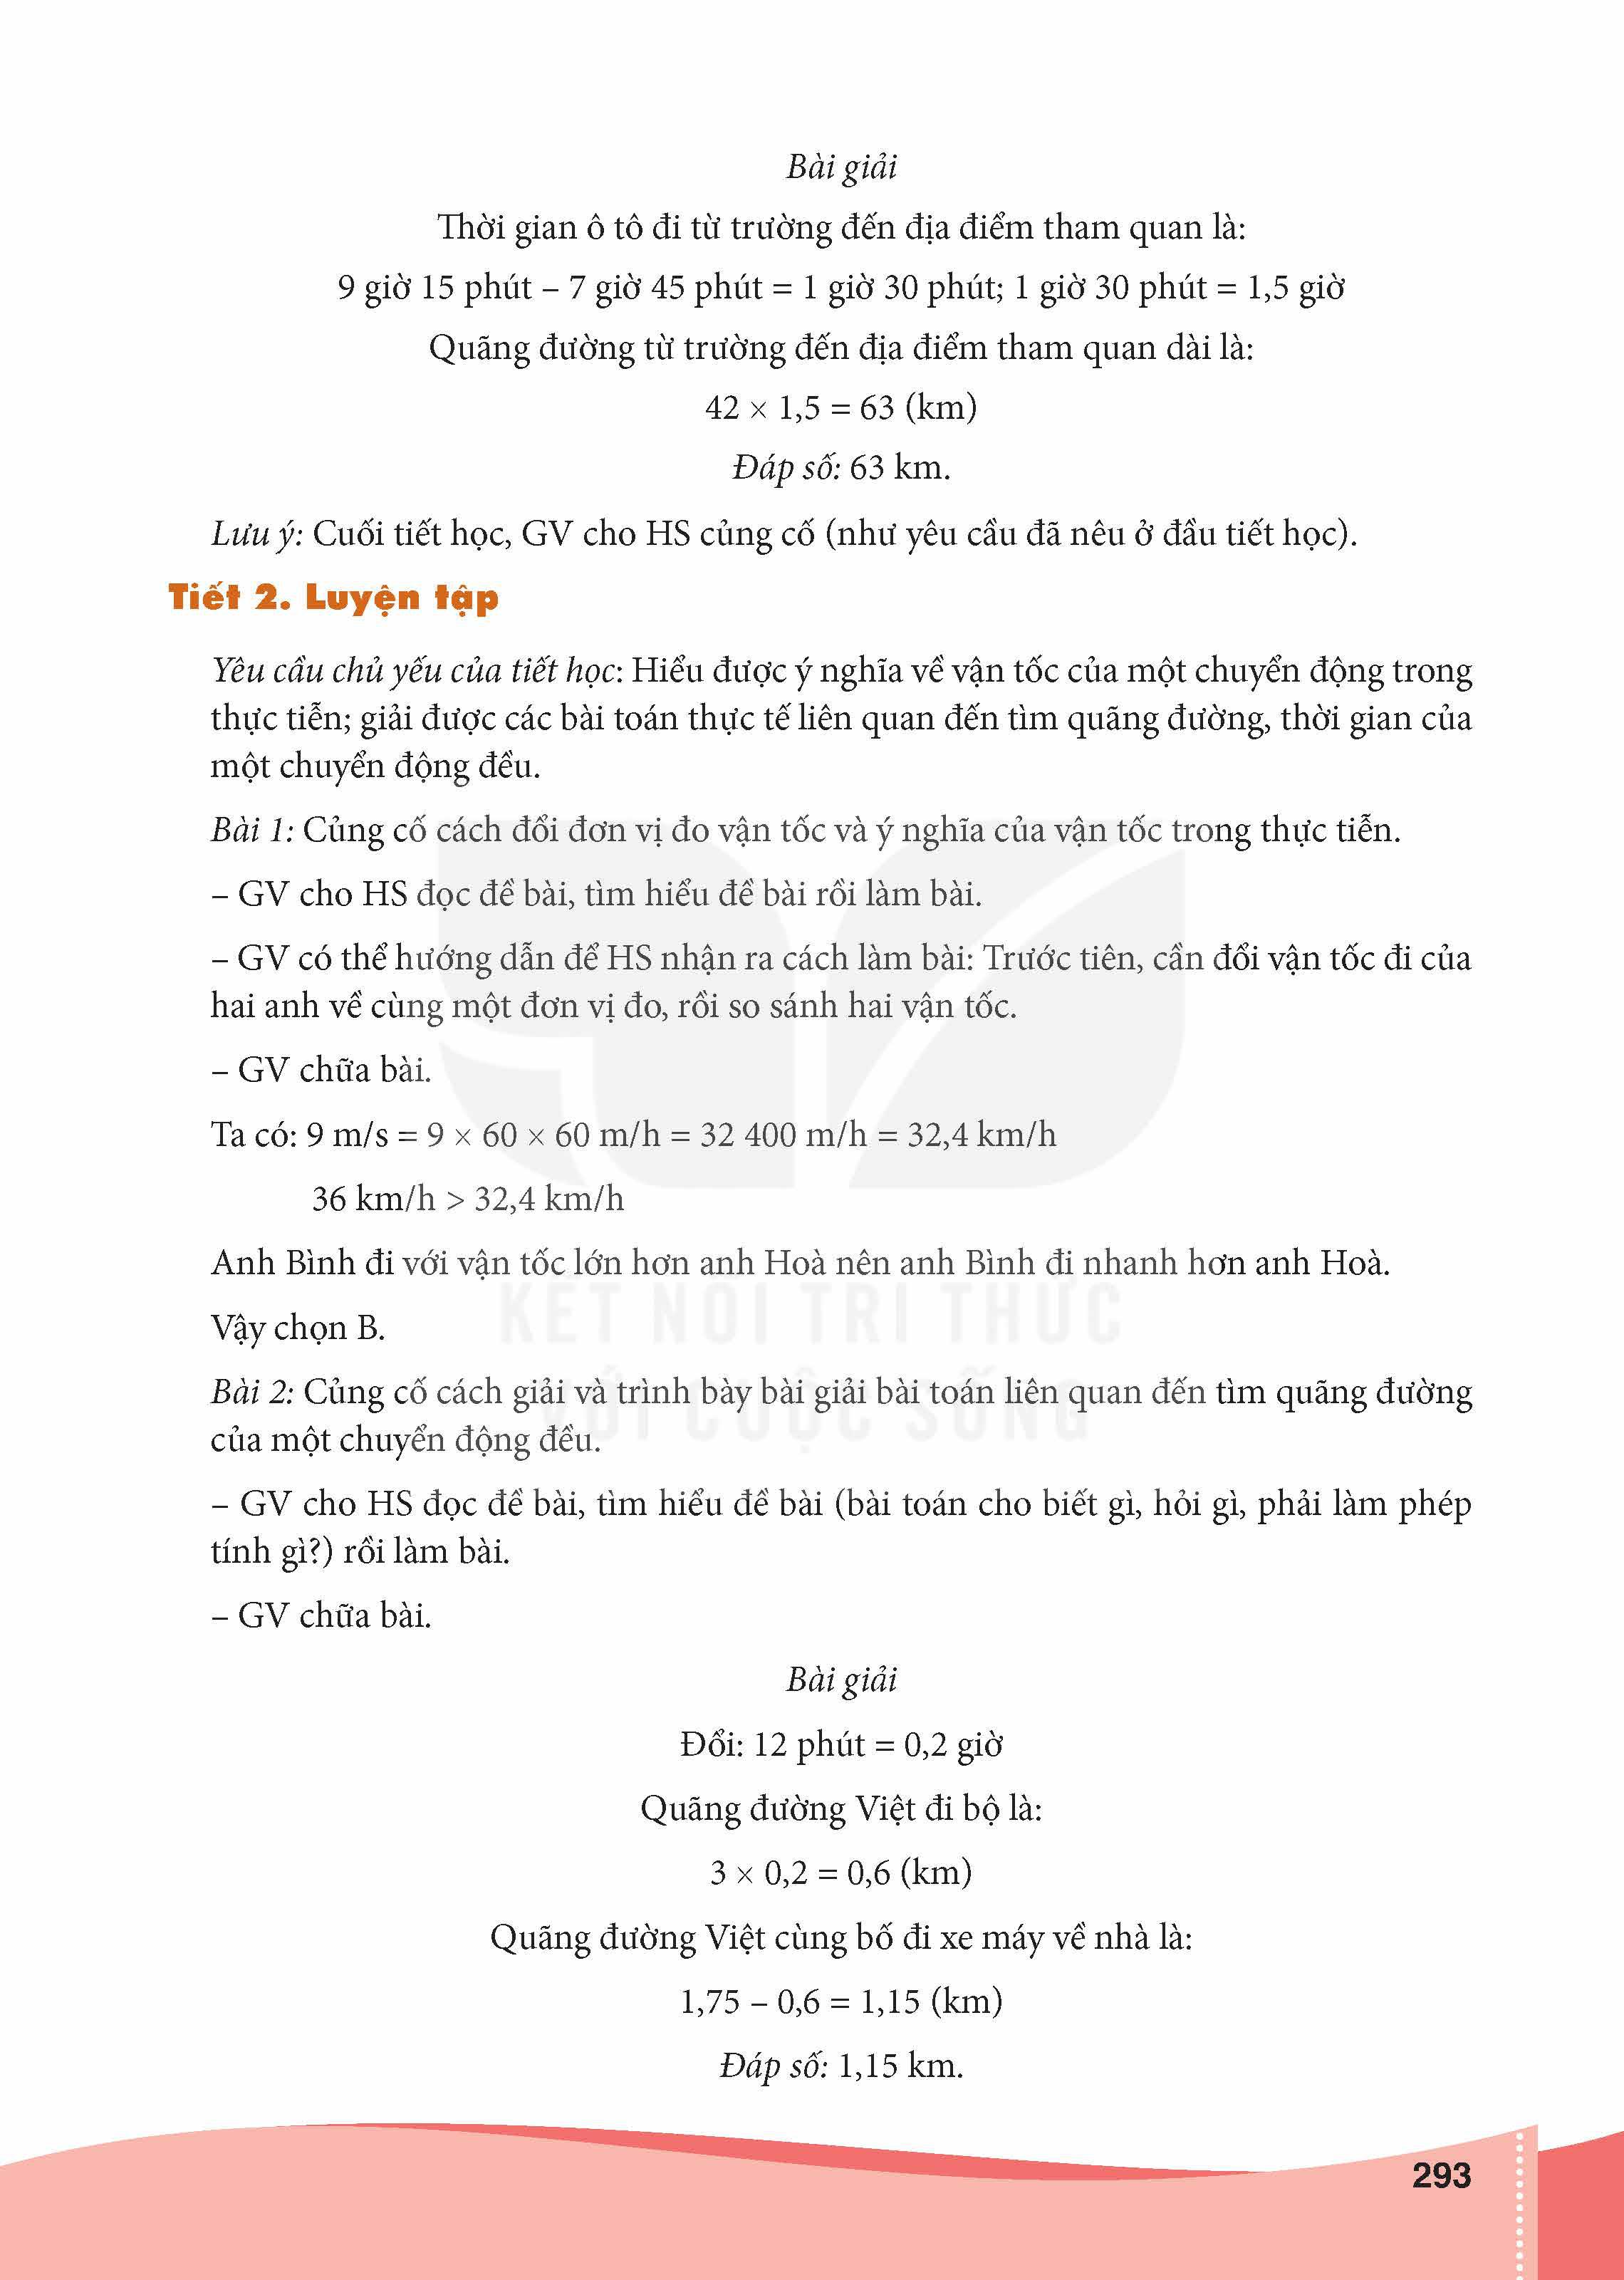 Bài giải
Thời gian ô tô đi từ trường đến địa điểm tham quan là:
9 giờ 15 phút – 7 giờ 45 phút = 1 giờ 30 phút; 1 giờ 30 phút = 1,5 giờ
Quãng đường từ trường đến địa điểm tham quan dài là:
42 × 1,5 = 63 (km)
Đáp số: 63 km.
Lưu ý: Cuối tiết học, GV cho HS củng cố (như yêu cầu đã nêu ở đầu tiết học).
Tiết 2. Luyện tập
Yêu cầu chủ yếu của tiết học: Hiểu được ý nghĩa về vận tốc của một chuyển động trong
thực tiễn; giải được các bài toán thực tế liên quan đến tìm quãng đường, thời gian của
một chuyển động đều.
Bài 1: Củng cố cách đổi đơn vị đo vận tốc và ý nghĩa của vận tốc trong thực tiễn.
– GV cho HS đọc đề bài, tìm hiểu đề bài rồi làm bài.
– GV có thể hướng dẫn để HS nhận ra cách làm bài: Trước tiên, cần đổi vận tốc đi của
hai anh về cùng một đơn vị đo, rồi so sánh hai vận tốc.
– GV chữa bài.
Ta có: 9 m/s = 9 × 60 × 60 m/h = 32 400 m/h = 32,4 km/h
36 km/h > 32,4 km/h
Anh Bình đi với vận tốc lớn hơn anh Hoà nên anh Bình đi nhanh hơn anh Hoà.
KẾT NỐI TRI THỨC
Vậy chọn B.
Bài 2: Củng cố cách giải và trình bày bài giải bài toán liên quan đến tìm quãng đường
VỚI CUỘC SỐNG
của một chuyển động đều.
– GV cho HS đọc đề bài, tìm hiểu đề bài (bài toán cho biết gì, hỏi gì, phải làm phép
tính gì?) rồi làm bài.
– GV chữa bài.
Bài giải
Đổi: 12 phút = 0,2 giờ
Quãng đường Việt đi bộ là:
3 × 0,2 = 0,6 (km)
Quãng đường Việt cùng bố đi xe máy về nhà là:
1,75 – 0,6 = 1,15 (km)
Đáp số: 1,15 km.
293